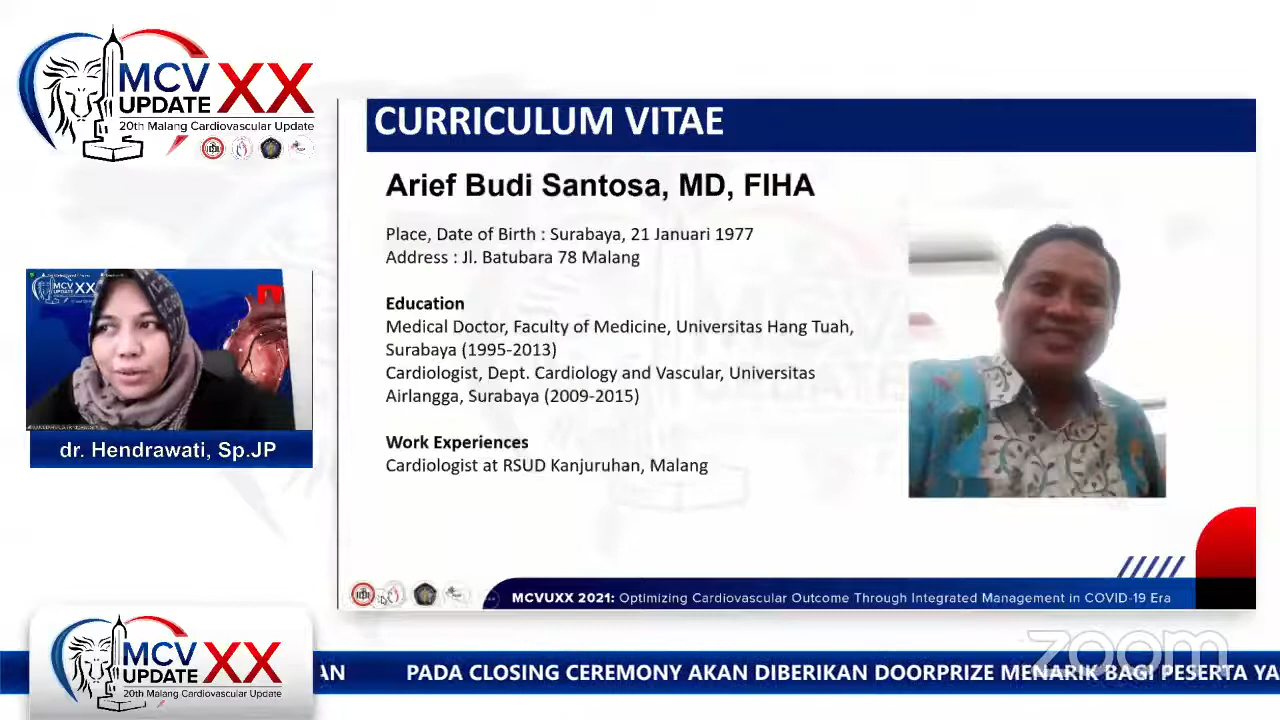 MCV
UPDATE
XX
20th Malang Cardiovascular Update
MCV
XX
dr. Hendrawati, Sp.JP
CURRICULUM VITAE
Arief Budi Santosa, MD, FIHA
Place, Date of Birth : Surabaya, 21 Januari 1977
Address : Jl. Batubara 78 Malang
Education
Medical Doctor, Faculty of Medicine, Universitas Hang Tuah,
Surabaya (1995-2013)
Cardiologist, Dept. Cardiology and Vascular, Universitas
Airlangga, Surabaya (2009-2015)
Work Experiences
Cardiologist at RSUD Kanjuruhan, Malang
MCVUXX 2021: Optimizing Cardiovascular Outcome Through Integrated Management in COVID-19 Era
zoom
MCV
UPDATE
XX
20th Malang Cardiovascular Update
AN PADA CLOSING CEREMONY AKAN DIBERIKAN DOORPRIZE MENARIK BAGI PESERTA YA